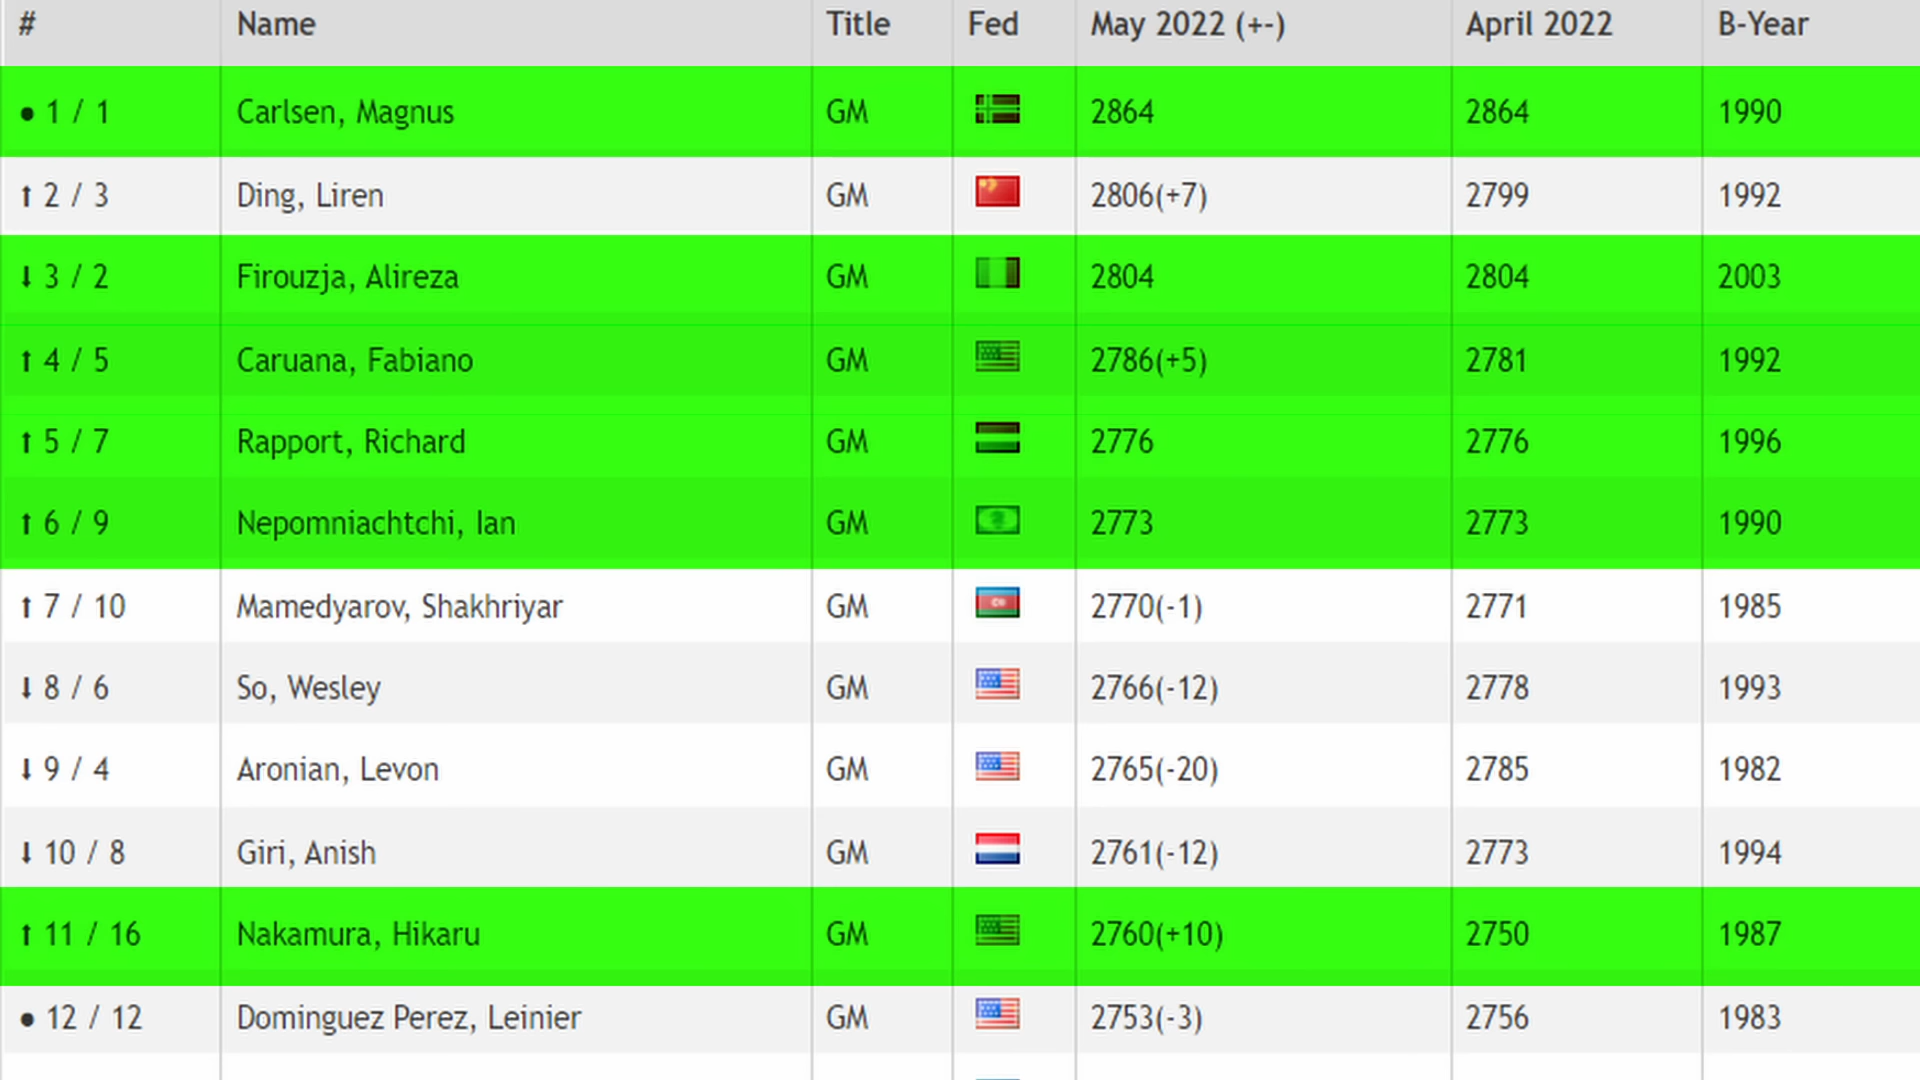 # Name Title Fed May 2022 (+-) April 2022 B-Year
● 1 / 1 Carlsen, Magnus GM 2864 2864 1990
↑ 2 / 3 Ding, Liren GM 2806(+7) 2799 1992
↓ 3 / 2 Firouzja, Alireza GM 2804 2804 2003
↑ 4 / 5 Caruana, Fabiano GM 2786(+5) 2781 1992
↑ 5 / 7 Rapport, Richard GM 2776 2776 1996
↑ 6 / 9 Nepomniachtchi, Ian GM 2773 2773 1990
↑ 7 / 10 Mamedyarov, Shakhriyar GM 2770(-1) 2771 1985
↓ 8 / 6 So, Wesley GM 2766(-12) 2778 1993
↓ 9 / 4 Aronian, Levon GM 2765(-20) 2785 1982
↓ 10 / 8 Giri, Anish GM 2761(-12) 2773 1994
↑ 11 / 16 Nakamura, Hikaru GM 2760(+10) 2750 1987
● 12 / 12 Dominguez Perez, Leinier GM 2753(-3) 2756 1983